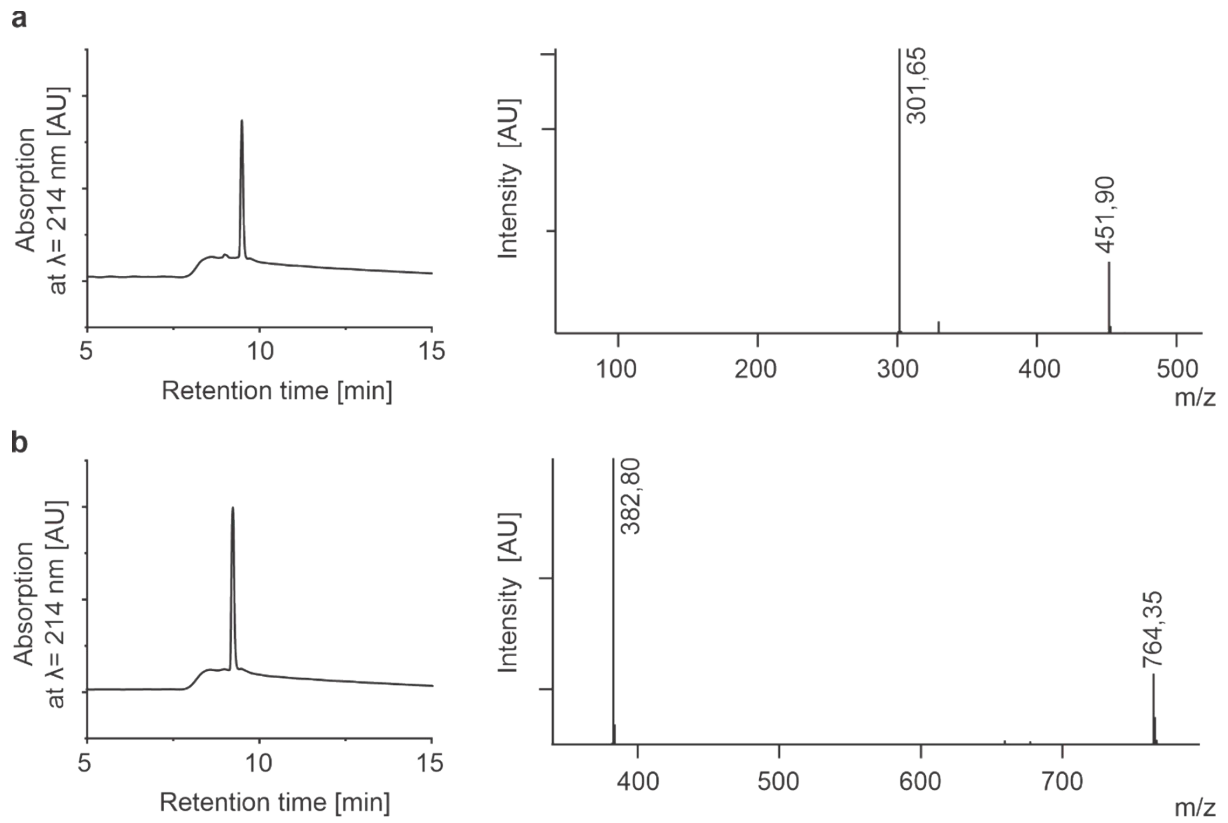 a
Absorption
at λ= 214 nm [AU]
5 10 15
Retention time [min]
Intensity [AU]
301,65
451,90
100 200 300 400 500
m/z
b
Absorption
at λ= 214 nm [AU]
5 10 15
Retention time [min]
Intensity [AU]
382,80
764,35
400 500 600 700
m/z